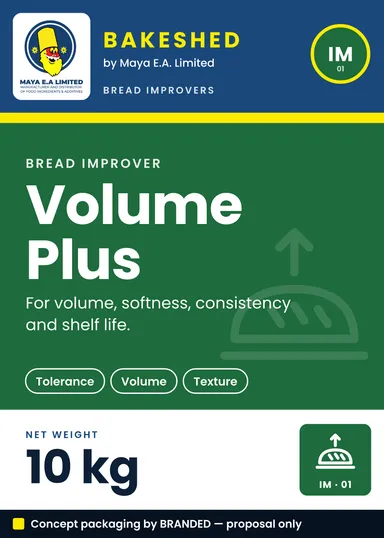 BAKESHED
by Maya E.A. Limited
BREAD IMPROVERS
MAYA E.A LIMITED
MANUFACTURER AND DISTRIBUTOR
OF FOOD INGREDIENTS & ADDITIVES
IM
01
BREAD IMPROVER
Volume
Plus
For volume, softness, consistency
and shelf life.
Tolerance
Volume
Texture
NET WEIGHT
10 kg
IM · 01
Concept packaging by BRANDED — proposal only